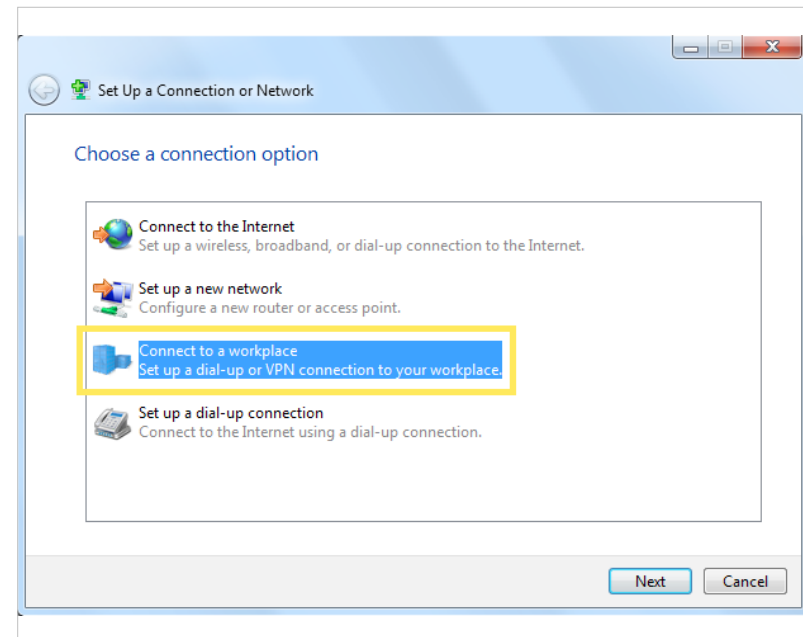 Set Up a Connection or Network
Choose a connection option
Connect to the Internet
Set up a wireless, broadband, or dial-up connection to the Internet.
Set up a new network
Configure a new router or access point.
Connect to a workplace
Set up a dial-up or VPN connection to your workplace.
Set up a dial-up connection
Connect to the Internet using a dial-up connection.
Next Cancel